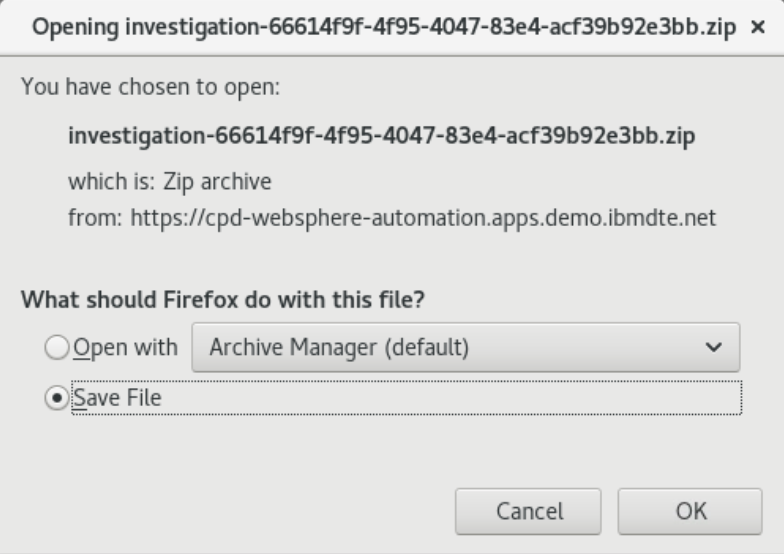 Opening investigation-66614f9f-4f95-4047-83e4-acf39b92e3bb.zip ×
You have chosen to open:
investigation-66614f9f-4f95-4047-83e4-acf39b92e3bb.zip
which is: Zip archive
from: https://cpd-websphere-automation.apps.demo.ibmdte.net
What should Firefox do with this file?
Open with Archive Manager (default)
Save File
Cancel OK